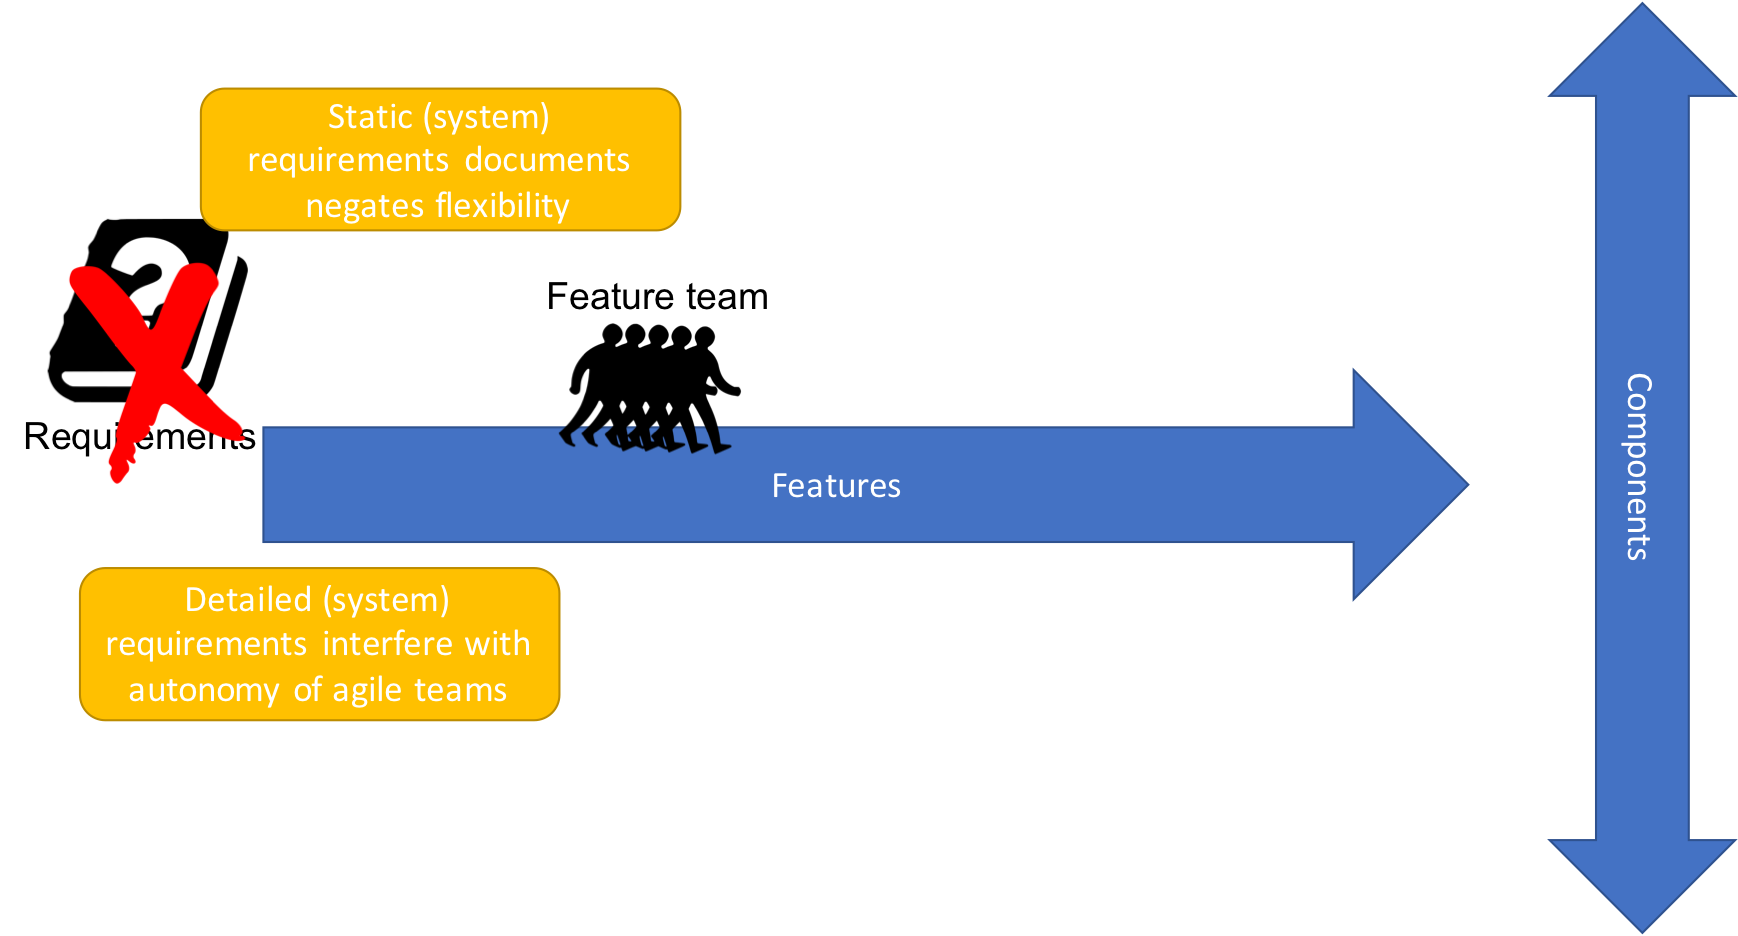 Static (system)
requirements documents
negates flexibility
Feature team
Requirements
Features
Detailed (system)
requirements interfere with
autonomy of agile teams
Components